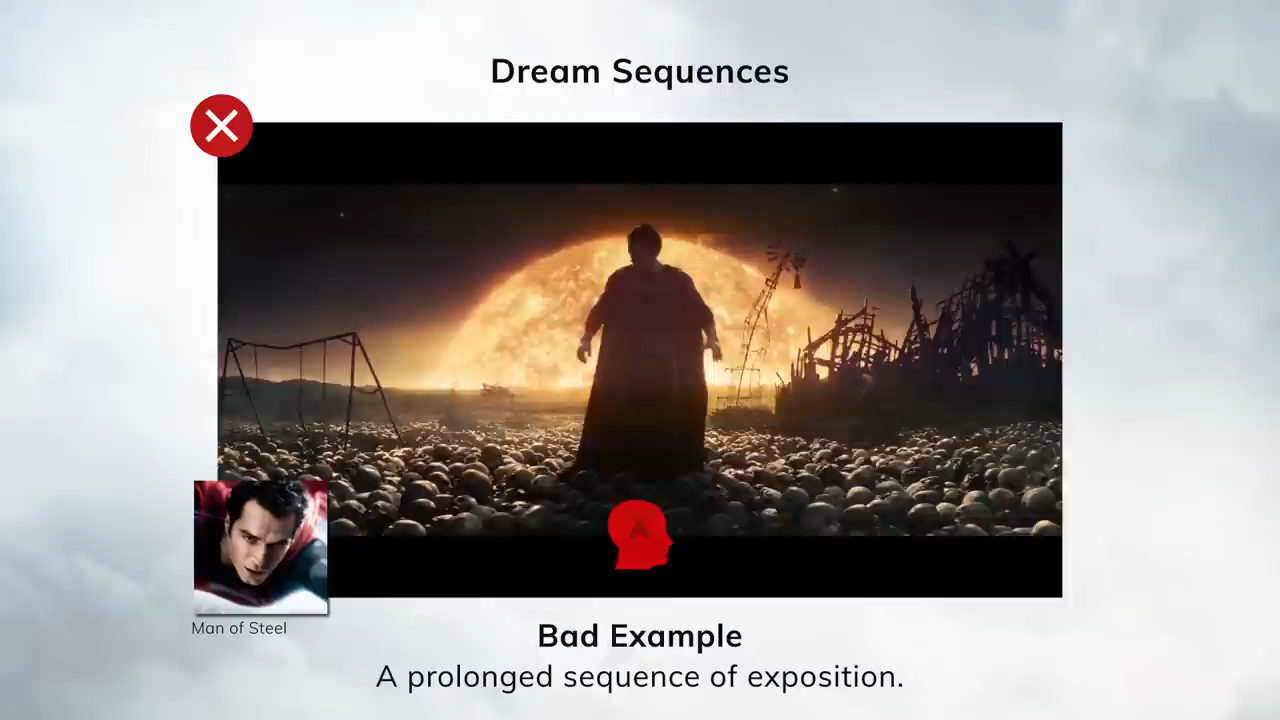 Dream Sequences
A
Man of Steel
Bad Example
A prolonged sequence of exposition.